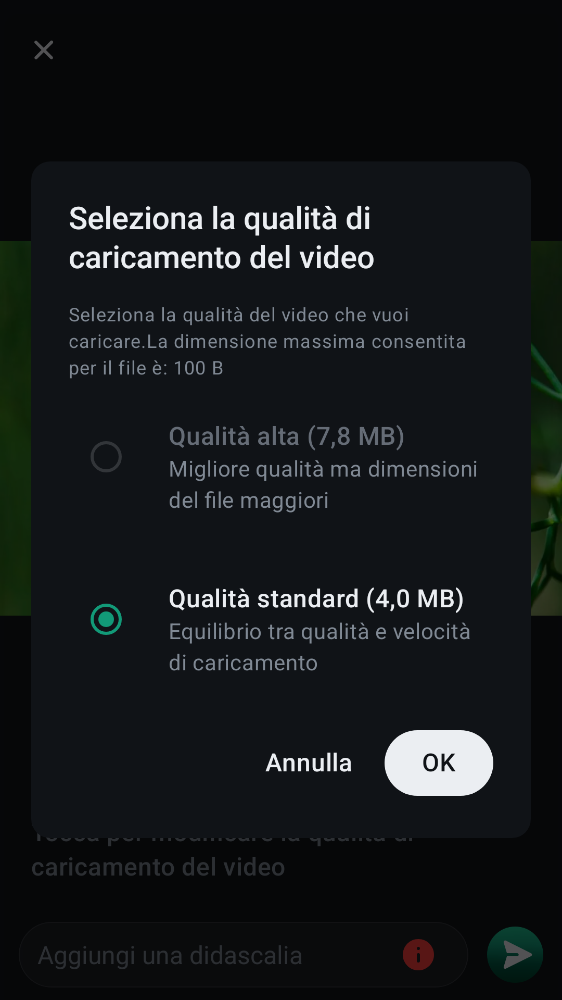 Seleziona la qualità di
caricamento del video
Seleziona la qualità del video che vuoi
caricare.La dimensione massima consentita
per il file è: 100 B
Qualità alta (7,8 MB)
Migliore qualità ma dimensioni
del file maggiori
Qualità standard (4,0 MB)
Equilibrio tra qualità e velocità
di caricamento
Annulla
OK
caricamento del video
Aggiungi una didascalia